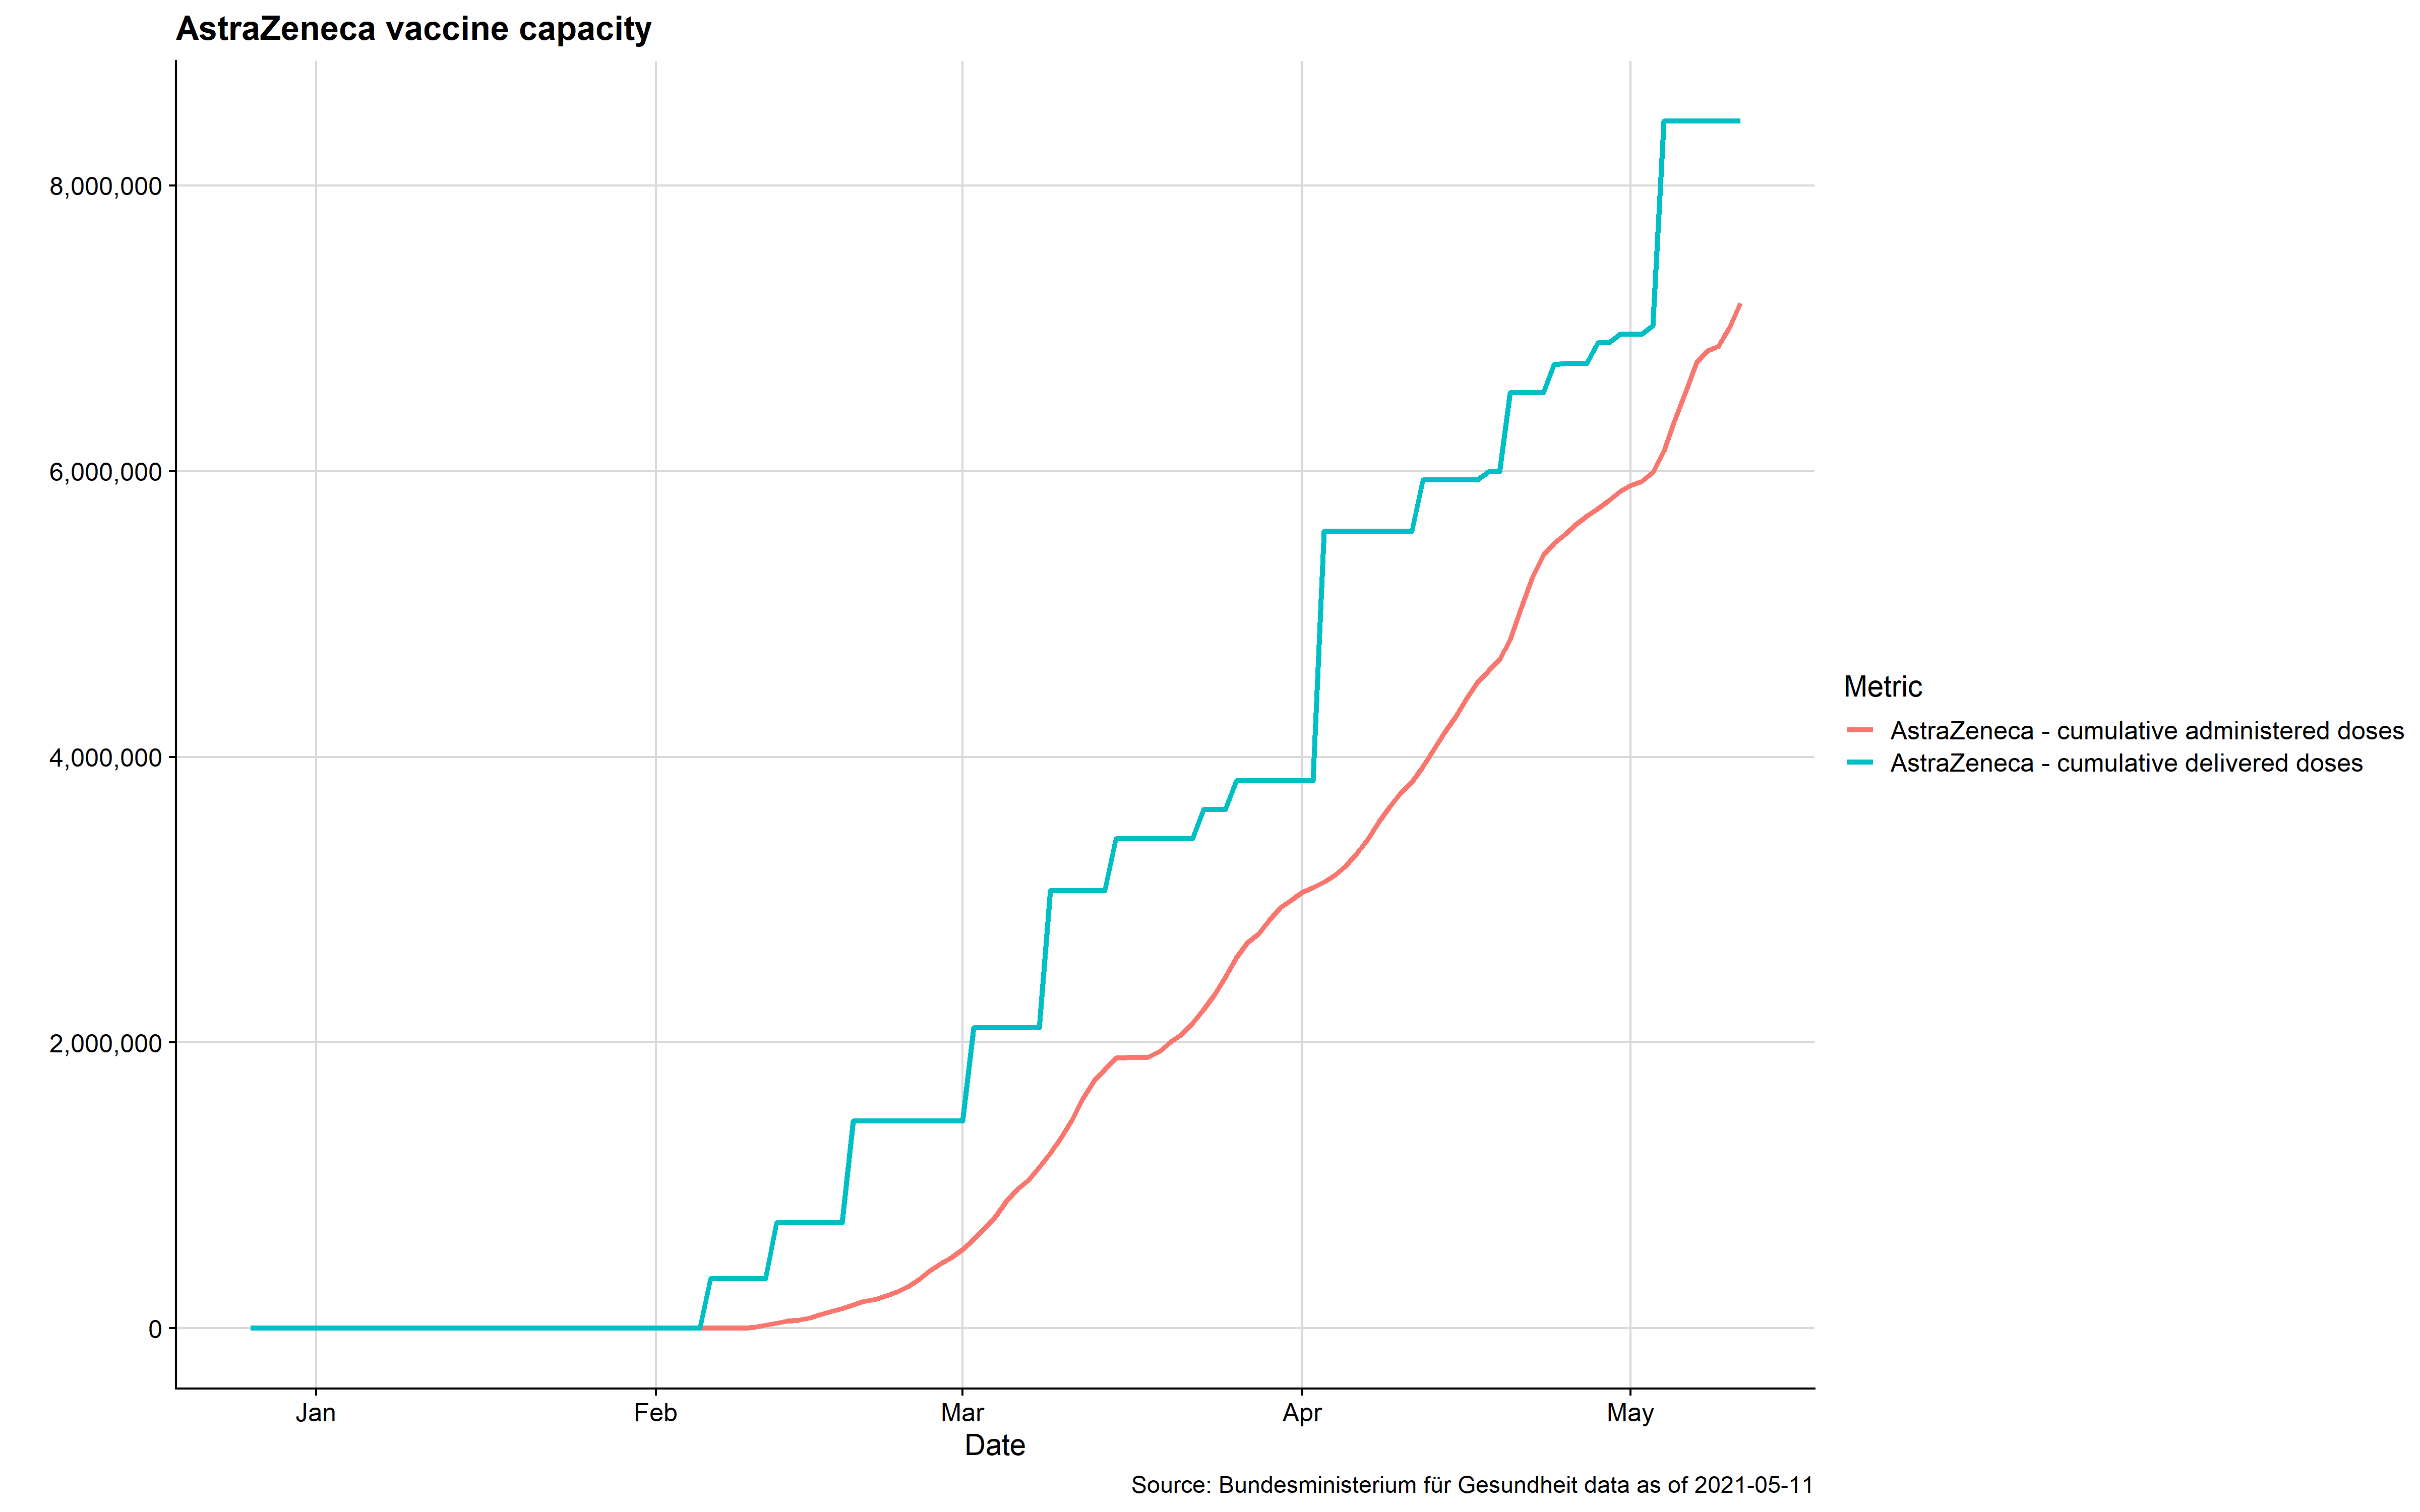 AstraZeneca vaccine capacity
8,000,000
6,000,000
4,000,000
2,000,000
0
Jan Feb Mar Apr May
Date
Metric
AstraZeneca - cumulative administered doses
AstraZeneca - cumulative delivered doses
Source: Bundesministerium für Gesundheit data as of 2021-05-11